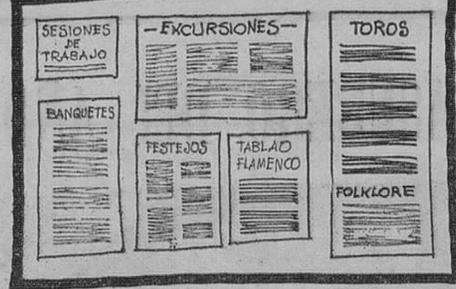 SESIONES
DE
TRABAJO
BANQUETES
-EXCURSIONES-
FESTEJOS
TABLAO
FLAMENCO
TOROS
FOLKLORE